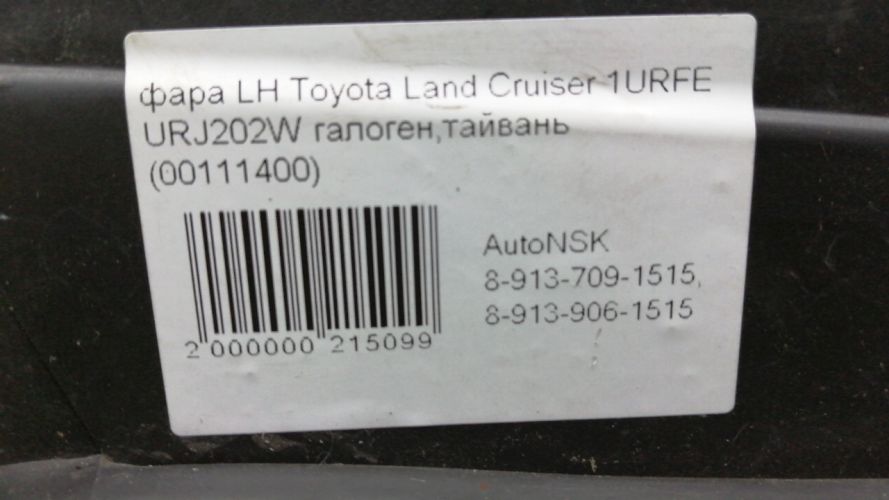 фара LH Toyota Land Cruiser 1URFE
URJ202W галоген,тайвань
(00111400)
AutoNSK
8-913-709-1515,
8-913-906-1515
2 000000 215099